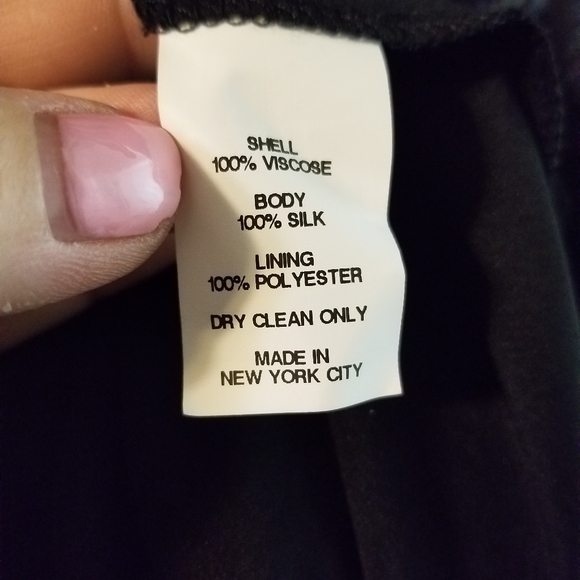 SHELL
100% VISCOSE
BODY
100% SILK
LINING
100% POLYESTER
DRY CLEAN ONLY
MADE IN
NEW YORK CITY